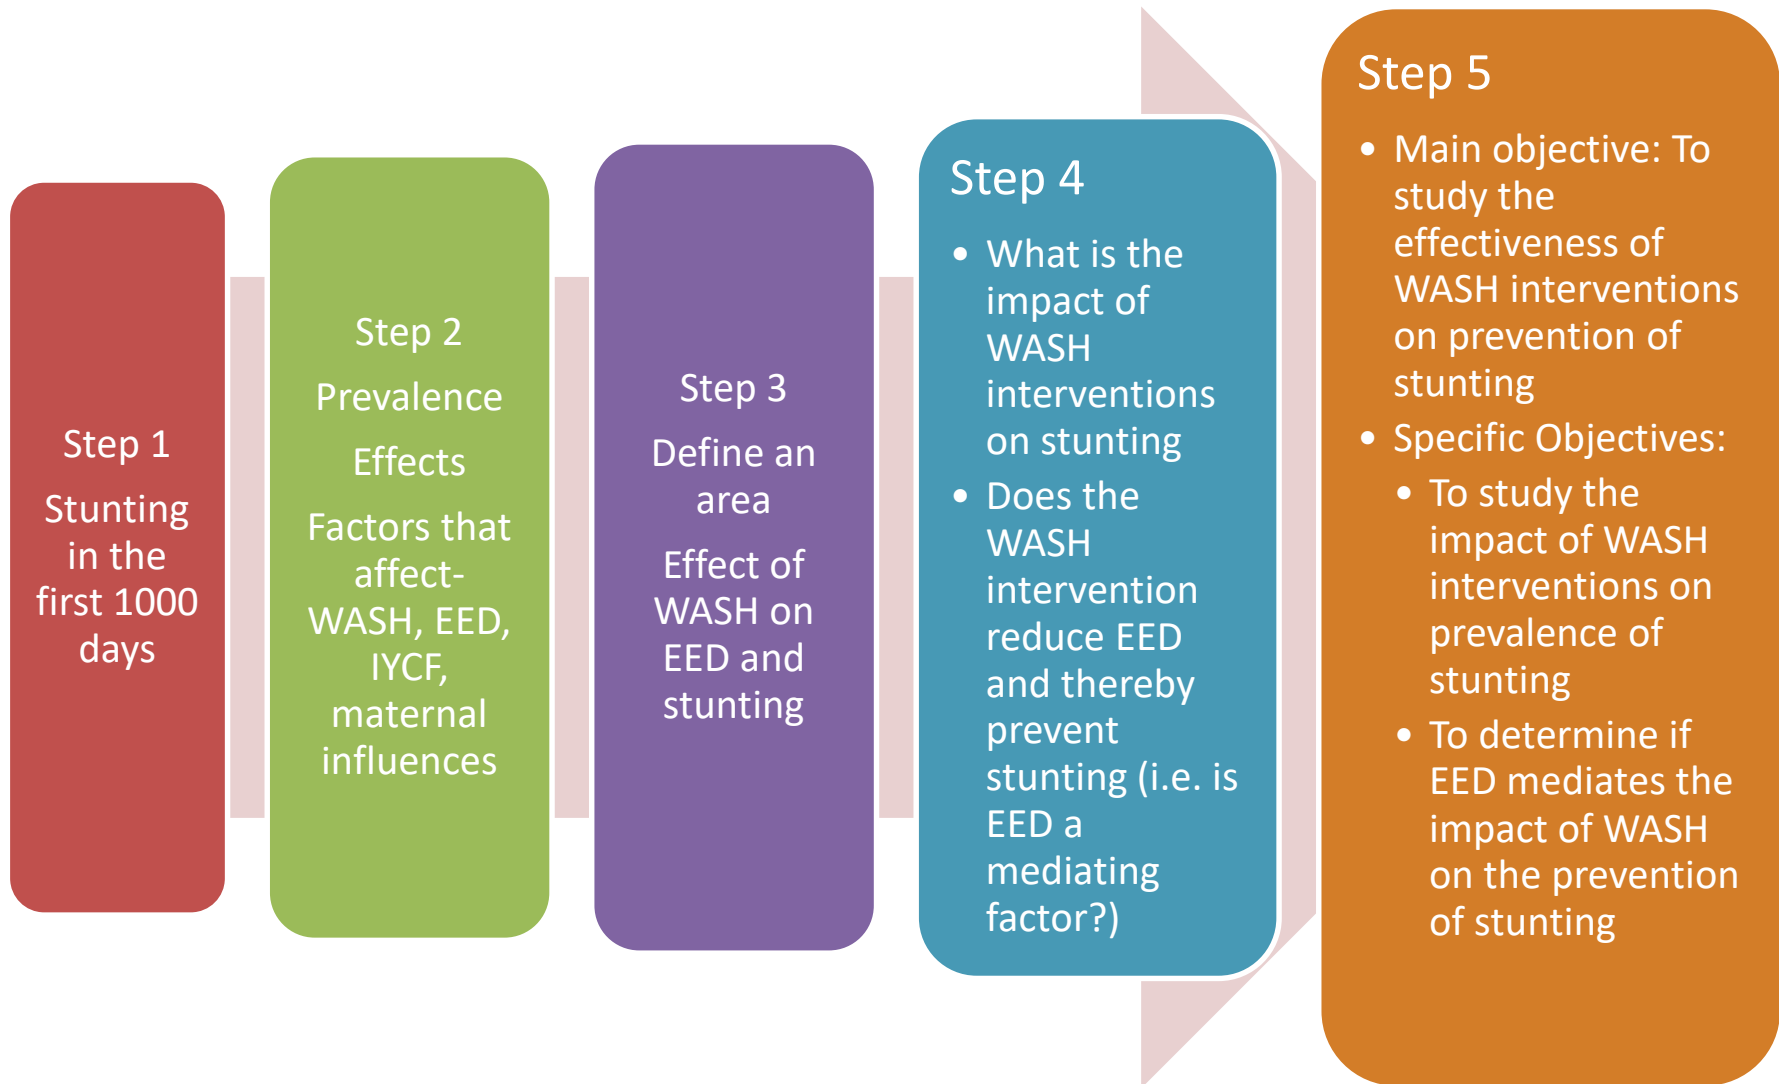 Step 1
Stunting
in the
first 1000
days
Step 2
Prevalence
Effects
Factors that
affect-
WASH, EED,
IYCF,
maternal
influences
Step 3
Define an
area
Effect of
WASH on
EED and
stunting
Step 4
• What is the
impact of
WASH
interventions
on stunting
• Does the
WASH
intervention
reduce EED
and thereby
prevent
stunting (i.e. is
EED a
mediating
factor?)
Step 5
• Main objective: To
study the
effectiveness of
WASH interventions
on prevention of
stunting
• Specific Objectives:
• To study the
impact of WASH
interventions on
prevalence of
stunting
• To determine if
EED mediates the
impact of WASH
on the prevention
of stunting